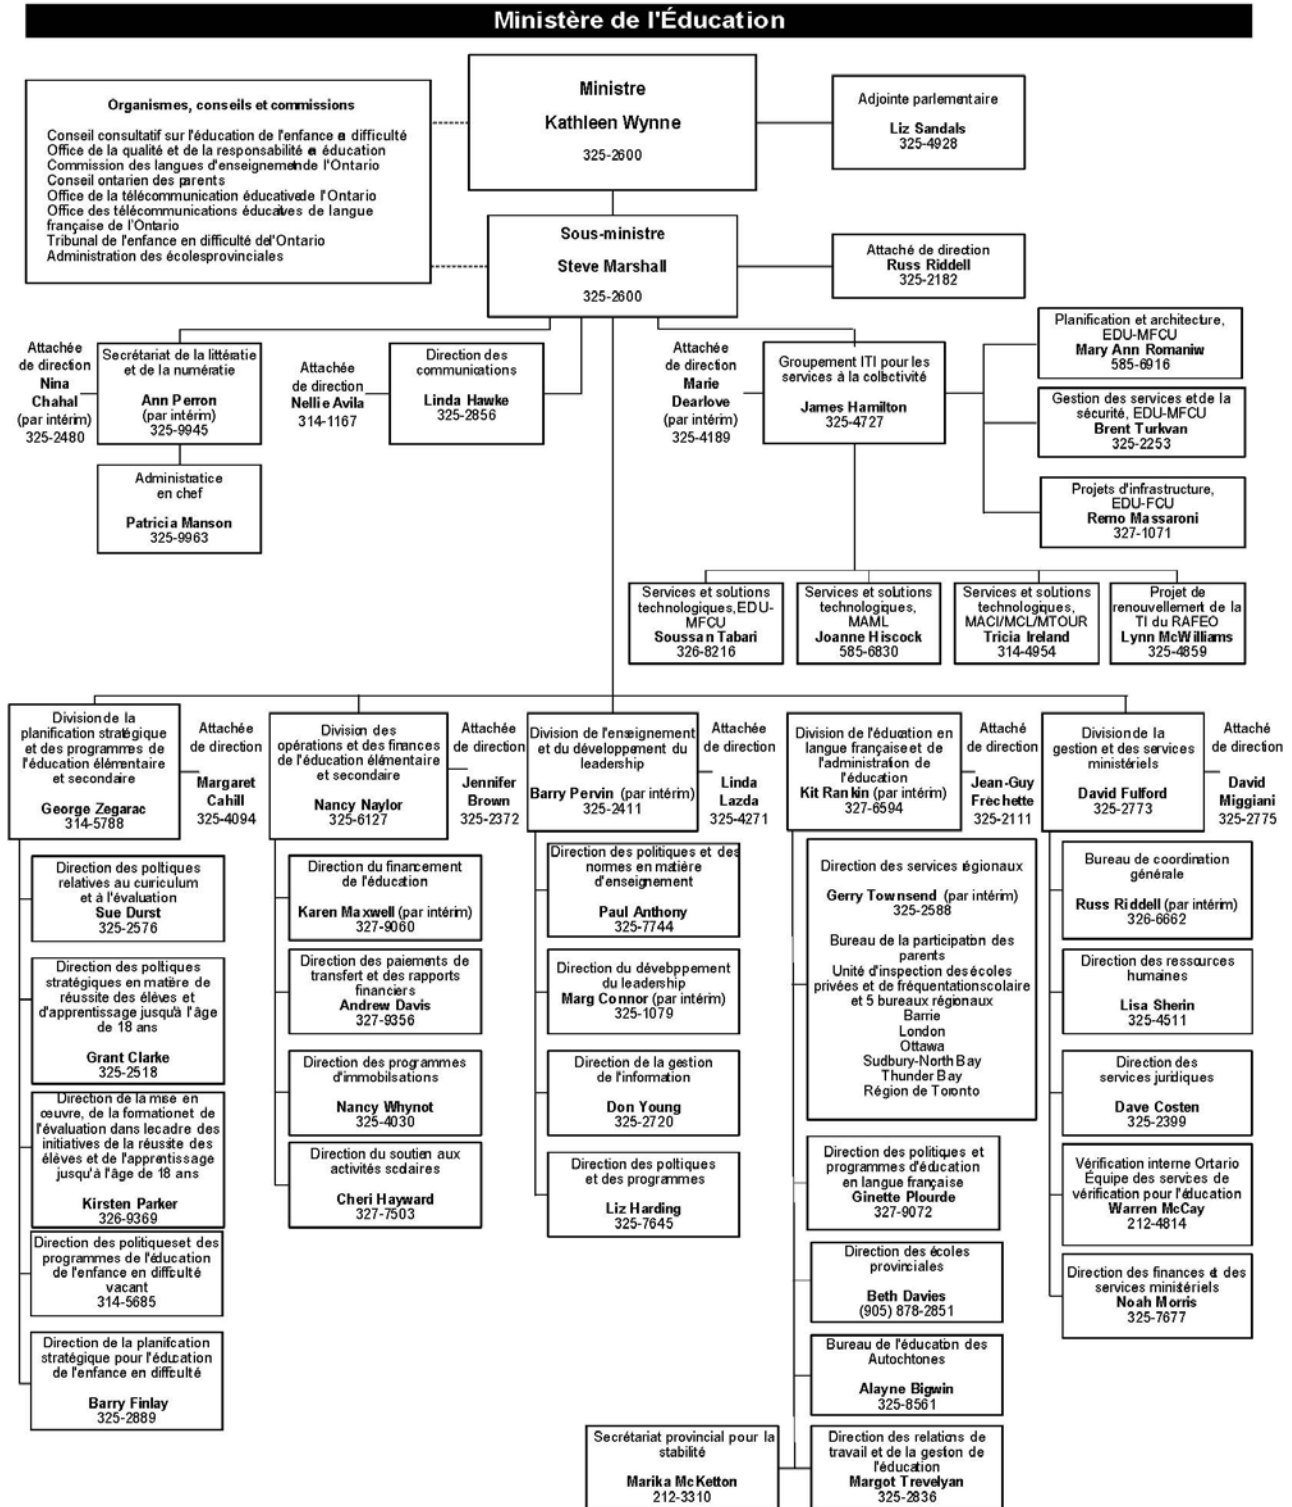 Ministère de l'Éducation
Organismes, conseils et commissions
Conseil consultatif sur l'éducation de l'enfance en difficulté
Office de la qualité et de la responsabilité en éducation
Commission des langues d'enseignement de l'Ontario
Conseil ontarien des parents
Office de la télécommunication éducative de l'Ontario
Office des télécommunications éducatives de langue
française de l'Ontario
Tribunal de l'enfance en difficulté de l'Ontario
Administration des écoles provinciales
Ministre
Kathleen Wynne
325-2600
Adjointe parlementaire
Liz Sandals
325-4928
Sous-ministre
Steve Marshall
325-2600
Attaché de direction
Russ Riddell
325-2182
Attachée
de direction
Nina
Chahal
(par intérim)
325-2480
Secrétariat de la littératie
et de la numératie
Ann Perron
(par intérim)
325-9945
Administratice
en chef
Patricia Manson
325-9963
Attachée
de direction
Nellie Avila
314-1167
Direction des
communications
Linda Hawke
325-2856
Attachée
de direction
Marie
Dearlove
(par intérim)
325-4189
Groupement ITI pour les
services à la collectivité
James Hamilton
325-4727
Planification et architecture,
EDU-MFCU
Mary Ann Romaniw
585-6916
Gestion des services et de la
sécurité, EDU-MFCU
Brent Turkvan
325-2253
Projets d'infrastructure,
EDU-FCU
Remo Massaroni
327-1071
Services et solutions
technologiques, EDU-
MFCU
Soussan Tabari
326-8216
Services et solutions
technologiques,
MAML
Joanne Hiscock
585-6830
Services et solutions
technologiques,
MACI/MCL/MTOUR
Tricia Ireland
314-4954
Projet de
renouvellement de la
TI du RAFEO
Lynn McWilliams
325-4859
Division de la
planification stratégique
et des programmes de
l'éducation élémentaire
et secondaire
George Zegarac
314-5788
Attachée
de direction
Margaret
Cahill
325-4094
Direction des politiques
relatives au curriculum
et à l'évaluation
Sue Durst
325-2576
Direction des politiques
stratégiques en matière de
réussite des élèves et
d'apprentissage jusqu'à l'âge
de 18 ans
Grant Clarke
325-2518
Direction de la mise en
œuvre, de la formation et de
l'évaluation dans le cadre des
initiatives de la réussite des
élèves et de l'apprentissage
jusqu'à l'âge de 18 ans
Kirsten Parker
326-9369
Direction des politiques et des
programmes de l'éducation
de l'enfance en difficulté
vacant
314-5685
Direction de la planification
stratégique pour l'éducation
de l'enfance en difficulté
Barry Finlay
325-2889
Division des
opérations et des finances
de l'éducation élémentaire
et secondaire
Nancy Naylor
325-6127
Attachée
de direction
Jennifer
Brown
325-2372
Direction du financement
de l'éducation
Karen Maxwell (par intérim)
327-9060
Direction des paiements de
transfert et des rapports
financiers
Andrew Davis
327-9356
Direction des programmes
d'immobilisations
Nancy Whynot
325-4030
Direction du soutien aux
activités scolaires
Cheri Hayward
327-7503
Division de l'enseignement
et du développement du
leadership
Barry Pervin (par intérim)
325-2411
Attachée
de direction
Linda
Lazda
325-4271
Direction des politiques et des
normes en matière
d'enseignement
Paul Anthony
325-7744
Direction du développement
du leadership
Marg Connor (par intérim)
325-1079
Direction de la gestion
de l'information
Don Young
325-2720
Direction des politiques
et des programmes
Liz Harding
325-7645
Division de l'éducation en
langue française et de
l'administration de
l'éducation
Kit Rankin (par intérim)
327-6594
Attaché
de direction
Jean-Guy
Fréchette
325-2111
Direction des services régionaux
Gerry Townsend (par intérim)
325-2588
Bureau de la participation des
parents
Unité d'inspection des écoles
privées et de fréquentation scolaire
et 5 bureaux régionaux
Barrie
London
Ottawa
Sudbury-North Bay
Thunder Bay
Région de Toronto
Direction des politiques et
programmes d'éducation
en langue française
Ginette Plourde
327-9072
Direction des écoles
provinciales
Beth Davies
(905) 878-2851
Bureau de l'éducation des
Autochtones
Alayne Bigwin
325-8561
Secrétariat provincial pour la
stabilité
Marika McKetton
212-3310
Direction des relations de
travail et de la gestion de
l'éducation
Margot Trevelyan
325-2836
Division de la
gestion et des services
ministériels
David Fulford
325-2773
Attaché
de direction
David
Miggiani
325-2775
Bureau de coordination
générale
Russ Riddell (par intérim)
326-6662
Direction des ressources
humaines
Lisa Sherin
325-4511
Direction des
services juridiques
Dave Costen
325-2399
Vérification interne Ontario
Équipe des services de
vérification pour l'éducation
Warren McCay
212-4814
Direction des finances et des
services ministériels
Noah Morris
325-7677